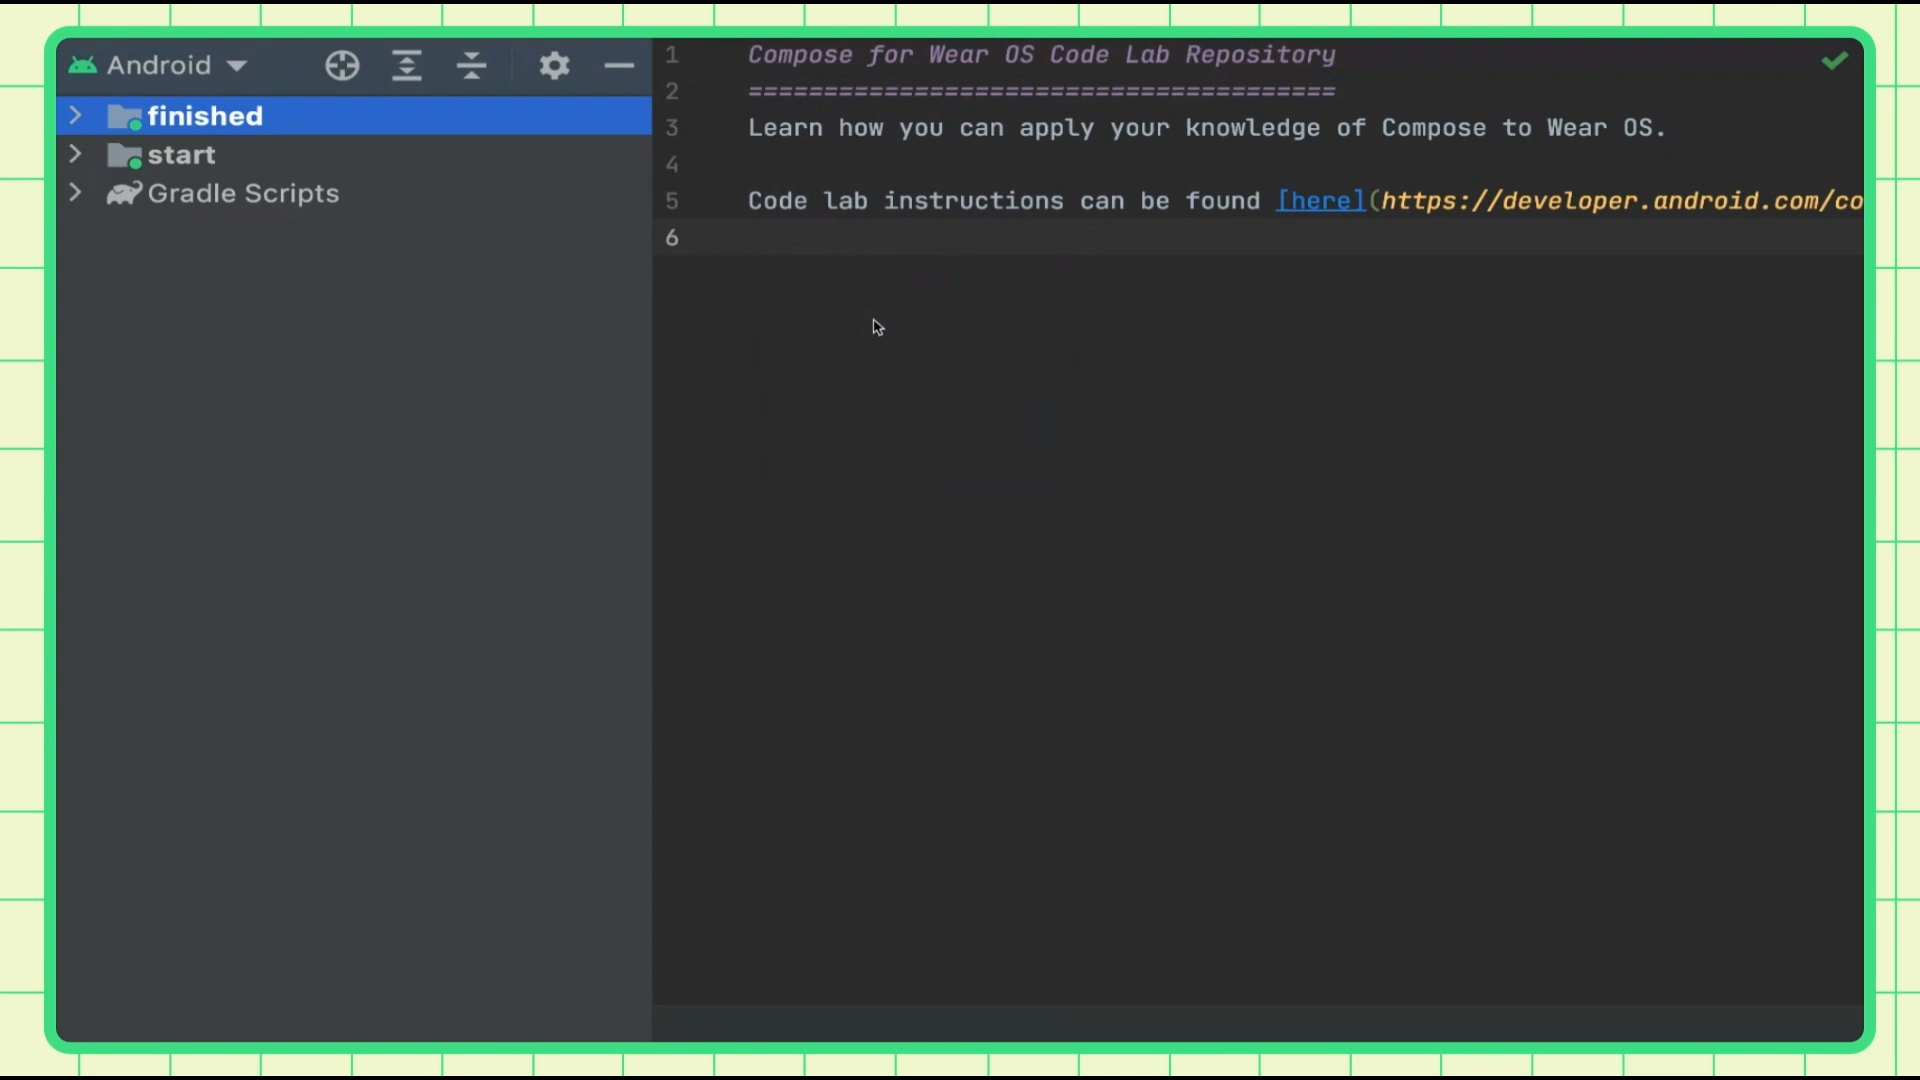 Android
finished
start
Gradle Scripts
1 Compose for Wear OS Code Lab Repository
2 =======================================
3 Learn how you can apply your knowledge of Compose to Wear OS.
4
5 Code lab instructions can be found [here](https://developer.android.com/co
6